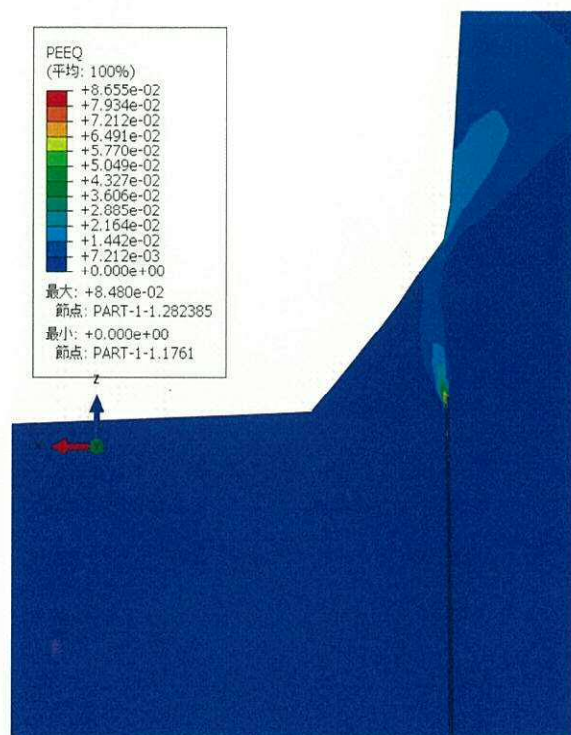 PEEQ
(平均: 100%)
+8.655e-02
+7.934e-02
+7.212e-02
+6.491e-02
+5.770e-02
+5.049e-02
+4.327e-02
+3.606e-02
+2.885e-02
+2.164e-02
+1.442e-02
+7.212e-03
+0.000e+00
最大: +8.480e-02
節点: PART-1-1.282385
最小: +0.000e+00
節点: PART-1-1.1761
Z
X